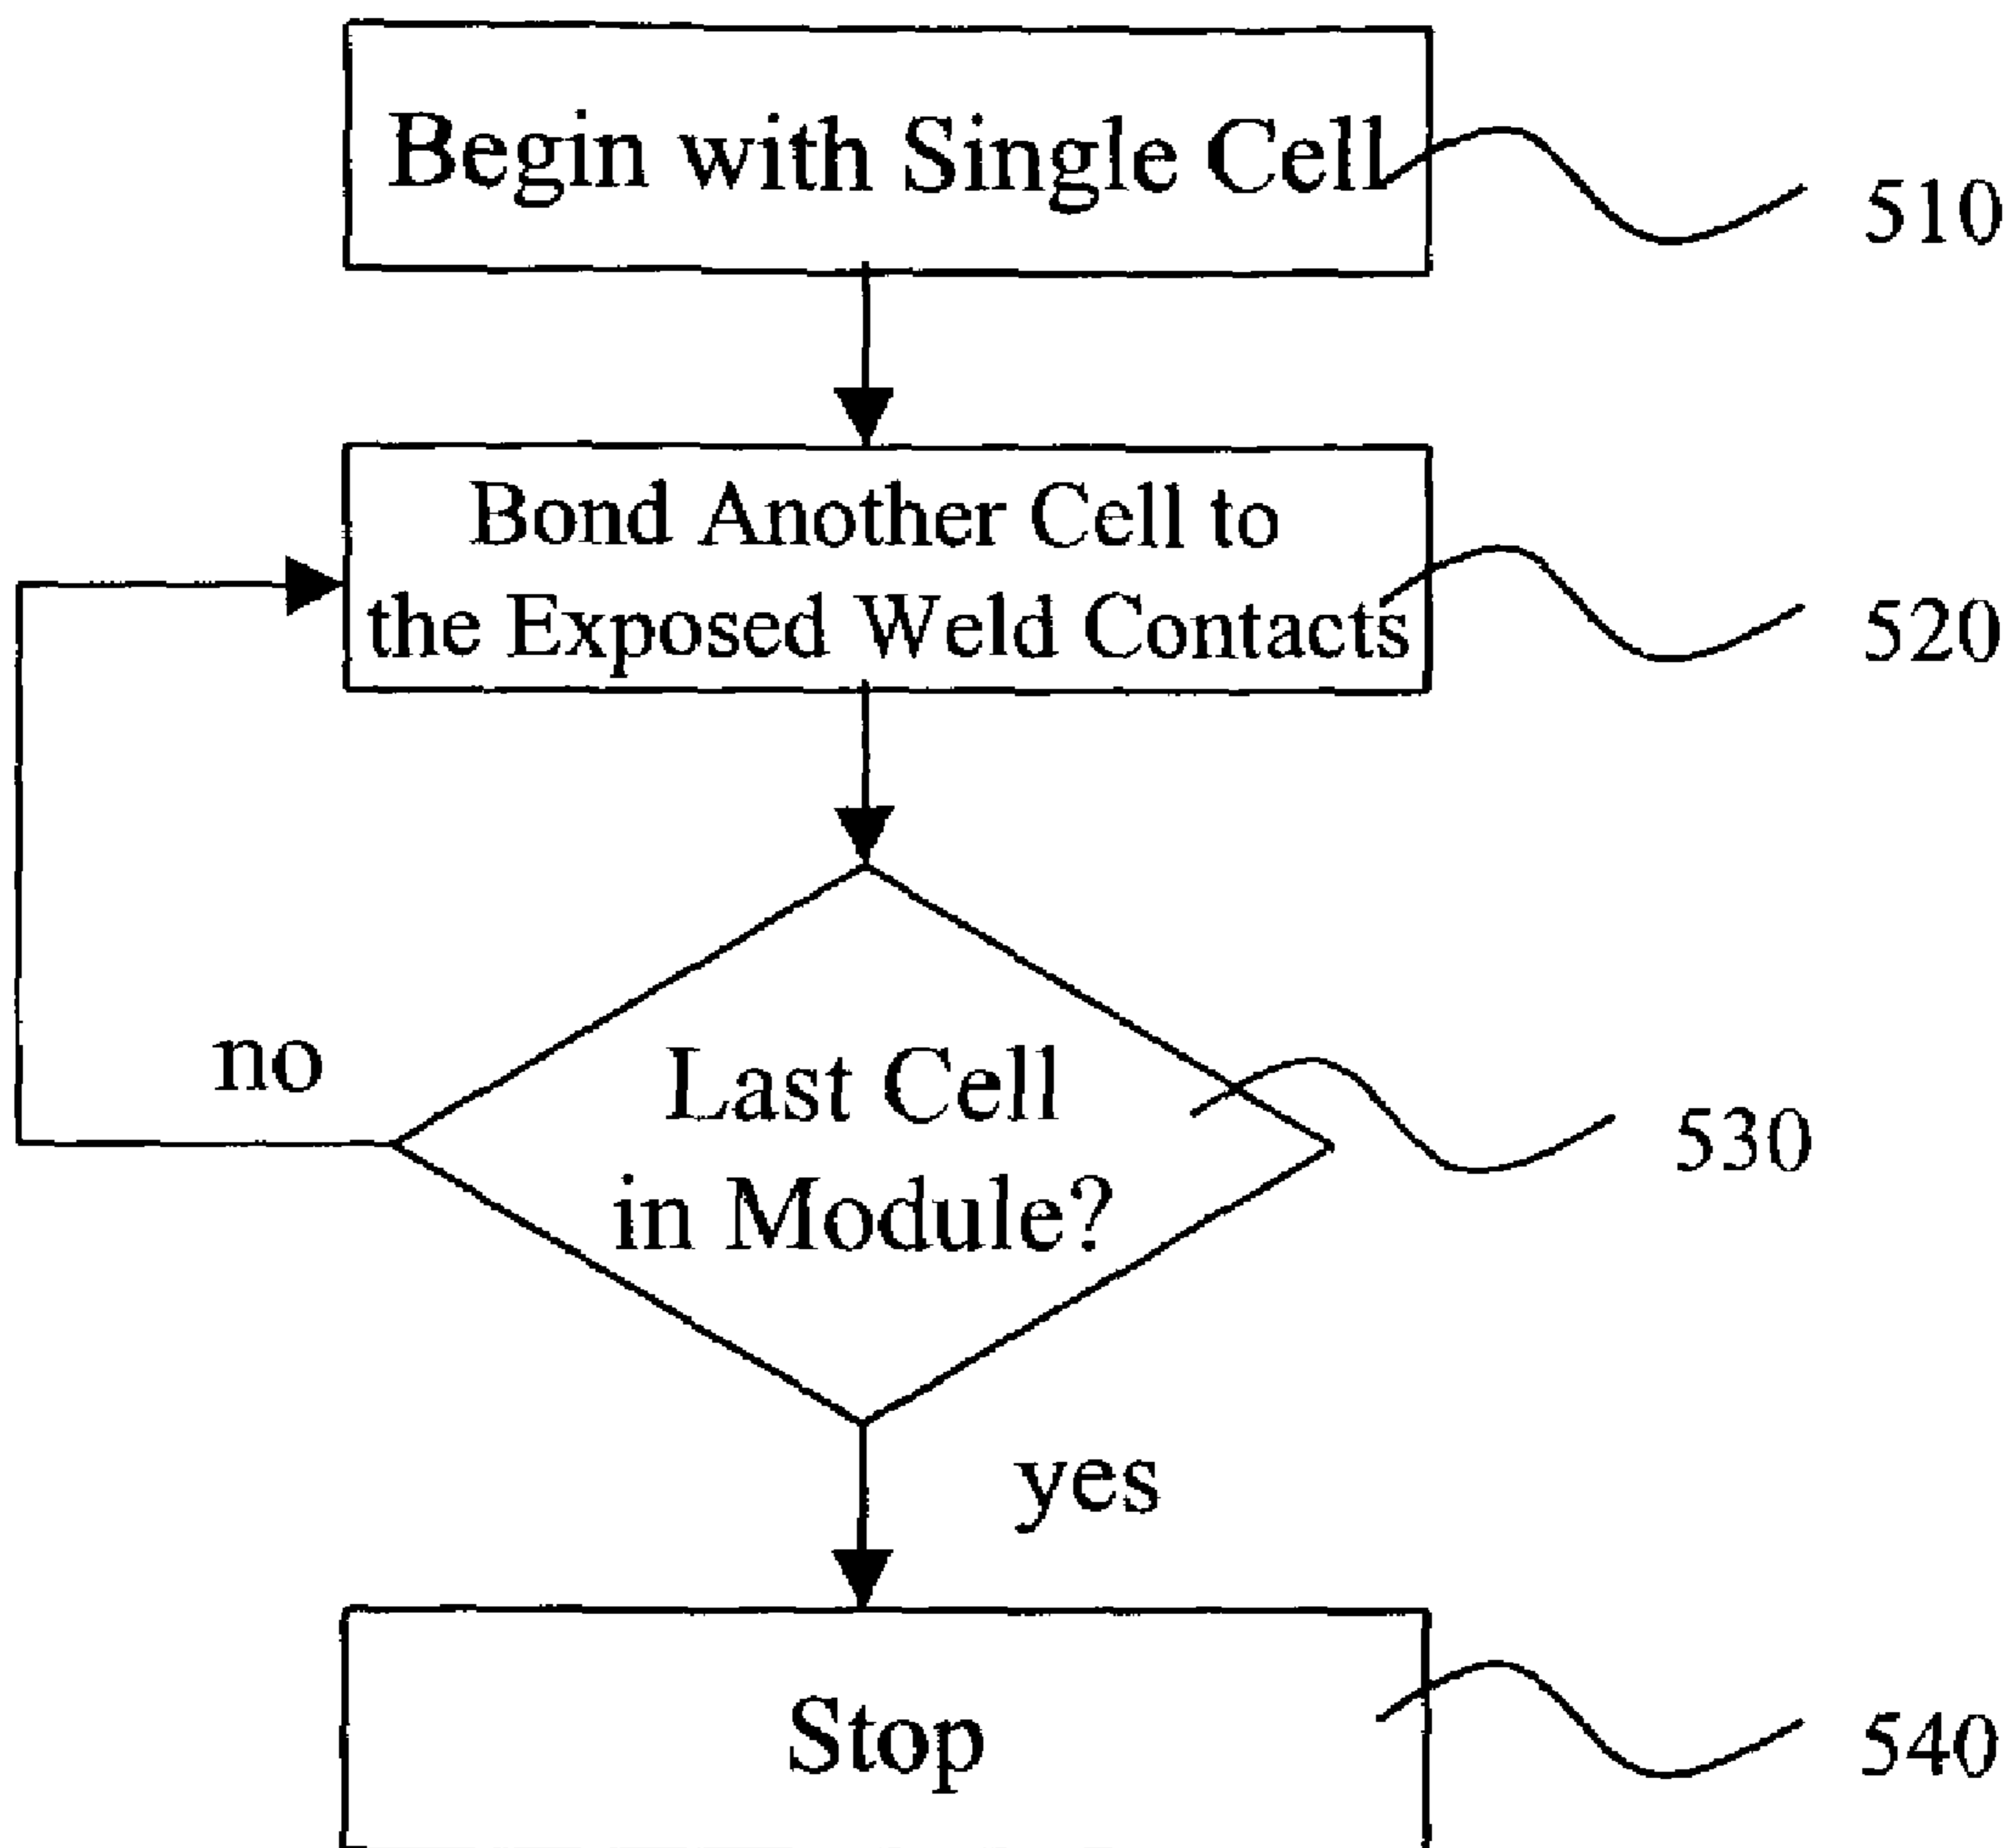 Begin with Single Cell
510
Bond Another Cell to
the Exposed Weld Contacts
520
no
Last Cell
in Module?
530
yes
Stop
540